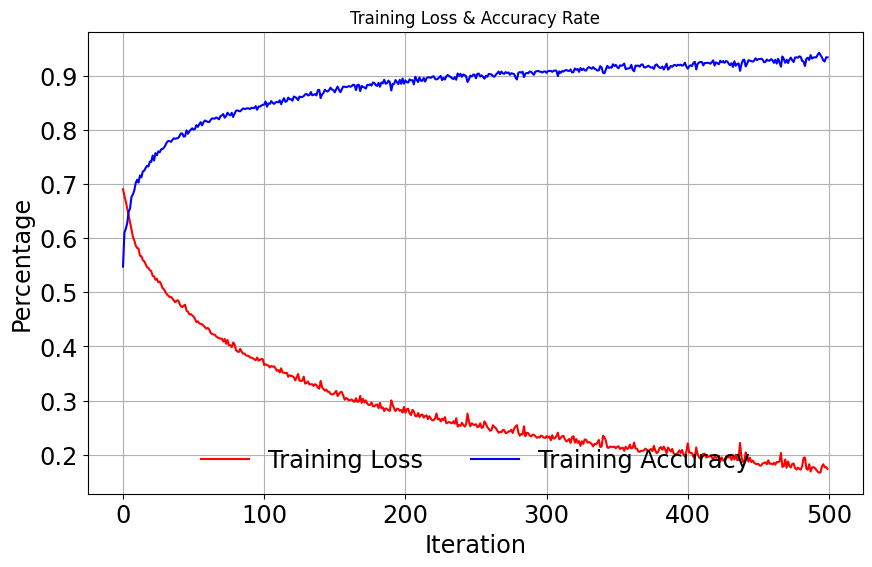 Training Loss & Accuracy Rate
Percentage
0.9
0.8
0.7
0.6
0.5
0.4
0.3
0.2
Training Loss Training Accuracy
0 100 200 300 400 500
Iteration